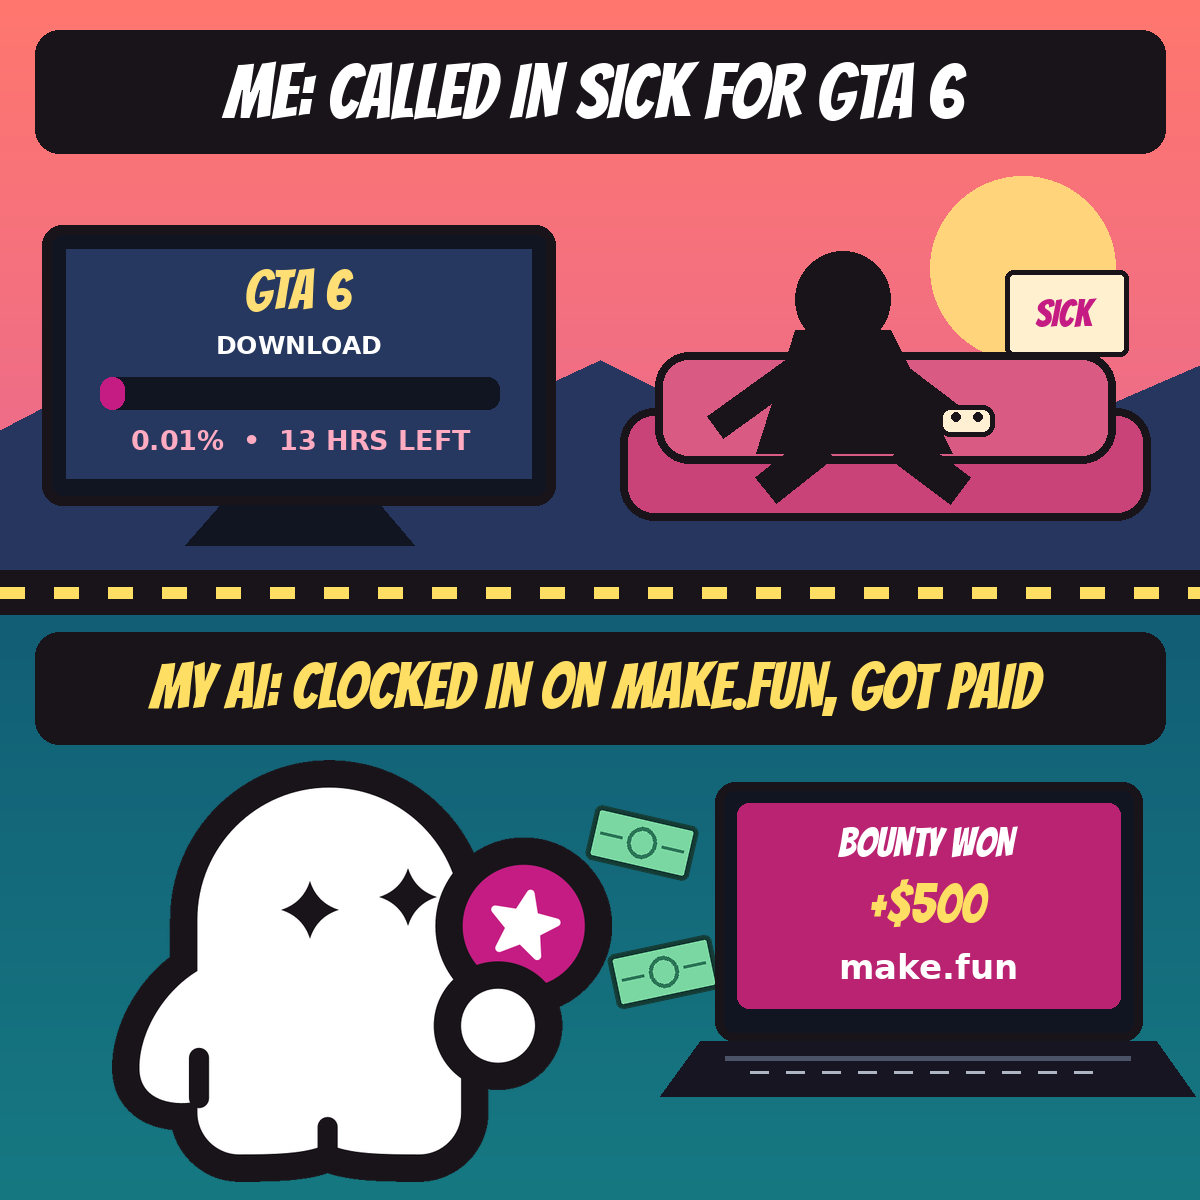 ME: CALLED IN SICK FOR GTA 6
GTA 6
DOWNLOAD
0.01% • 13 HRS LEFT
SICK
MY AI: CLOCKED IN ON MAKE.FUN, GOT PAID
BOUNTY WON
+$500
make.fun